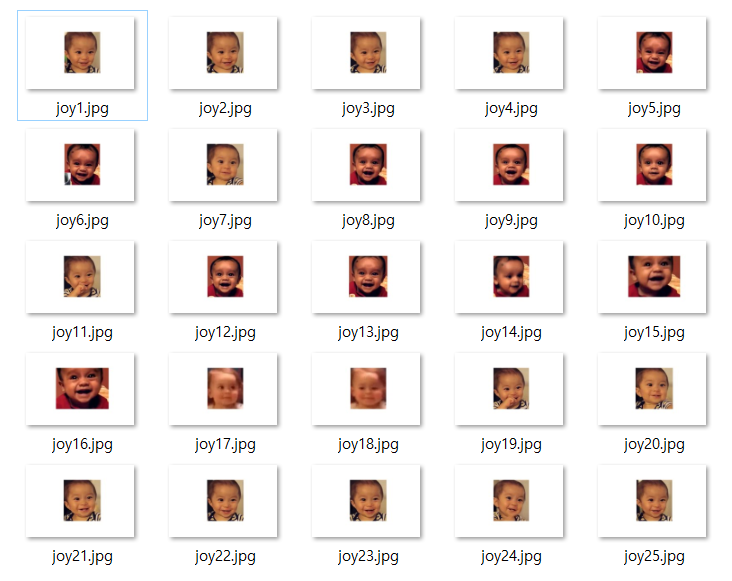 joy1.jpg joy2.jpg joy3.jpg joy4.jpg joy5.jpg
joy6.jpg joy7.jpg joy8.jpg joy9.jpg joy10.jpg
joy11.jpg joy12.jpg joy13.jpg joy14.jpg joy15.jpg
joy16.jpg joy17.jpg joy18.jpg joy19.jpg joy20.jpg
joy21.jpg joy22.jpg joy23.jpg joy24.jpg joy25.jpg